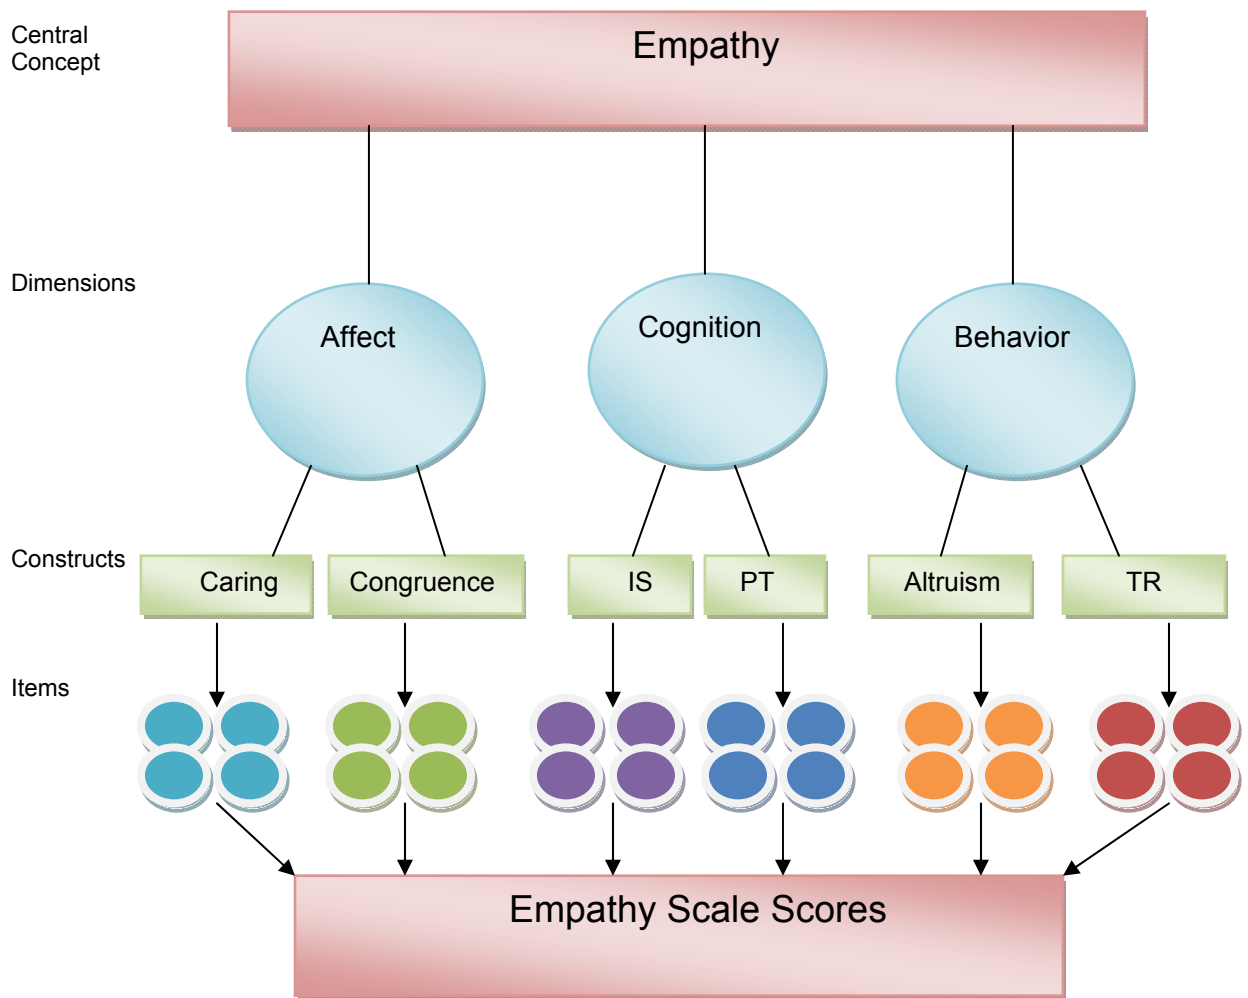 Central
Concept
Empathy
Dimensions
Affect
Cognition
Behavior
Constructs
Caring
Congruence
IS
PT
Altruism
TR
Items
Empathy Scale Scores